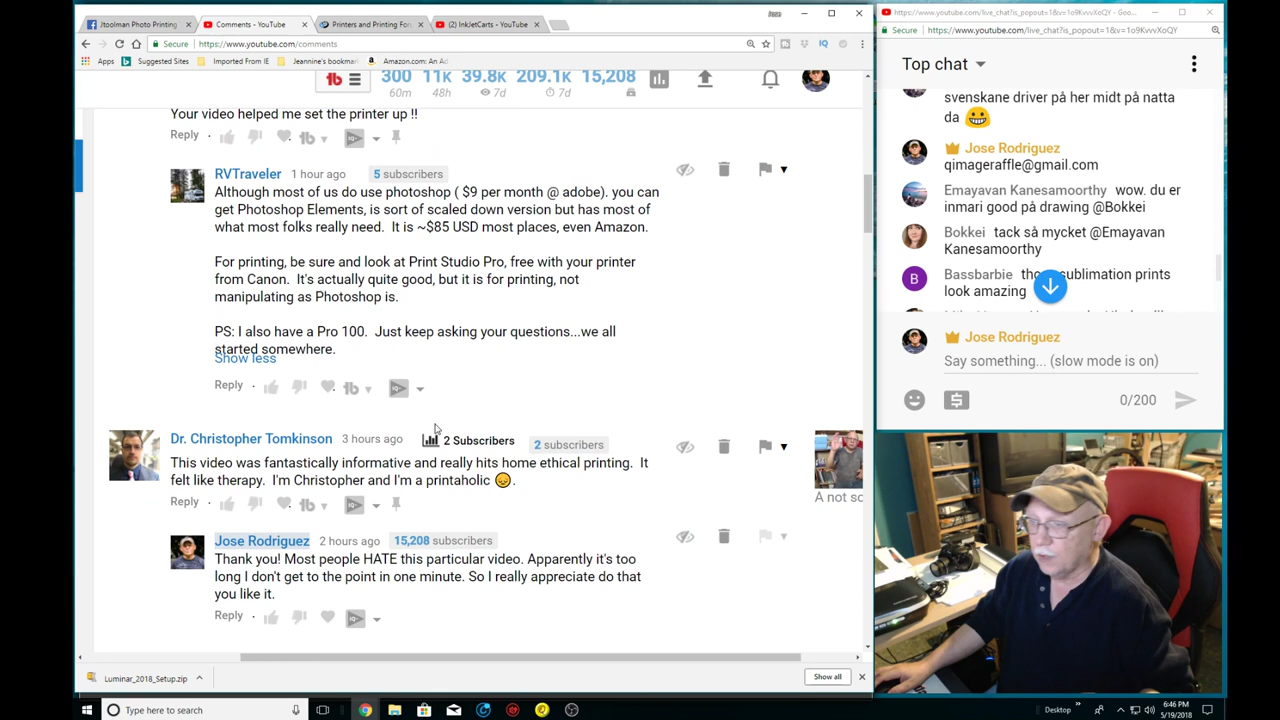 Jose
Jtoolman Photo Printing
Comments - YouTube
Printers and Printing For
(2) InkJetCarts - YouTube
Secure
https://www.youtube.com/comments
Apps
Suggested Sites
Imported From IE
Jeannine's bookmar
Amazon.com: An Ad
300 11k 39.8k 209.1k 15,208
60m 48h 7d 7d
Your video helped me set the printer up !!
Reply
RVTraveler 1 hour ago 5 subscribers
Although most of us do use photoshop ( $9 per month @ adobe). you can
get Photoshop Elements, is sort of scaled down version but has most of
what most folks really need. It is ~$85 USD most places, even Amazon.
For printing, be sure and look at Print Studio Pro, free with your printer
from Canon. It's actually quite good, but it is for printing, not
manipulating as Photoshop is.
PS: I also have a Pro 100. Just keep asking your questions...we all
started somewhere.
Show less
Reply
Dr. Christopher Tomkinson 3 hours ago 2 Subscribers 2 subscribers
This video was fantastically informative and really hits home ethical printing. It
felt like therapy. I'm Christopher and I'm a printaholic 😞.
Reply
A not so
Jose Rodriguez 2 hours ago 15,208 subscribers
Thank you! Most people HATE this particular video. Apparently it's too
long I don't get to the point in one minute. So I really appreciate do that
you like it.
Reply
Luminar_2018_Setup.zip
Show all
Type here to search
https://www.youtube.com/live_chat?is_popout=1&v=1o9KvvvXoQY - Goo...
Secure https://www.youtube.com/live_chat?is_popout=1&v=1o9KvvvXoQY
Top chat
svenskane driver på her midt på natta
da 😁
Jose Rodriguez
qimageraffle@gmail.com
Emayavan Kanesamoorthy wow. du er
inmari good på drawing @Bokkei
Bokkei tack så mycket @Emayavan
Kanesamoorthy
B
Bassbarbie sublimation prints
look amazing
Jose Rodriguez
Say something... (slow mode is on)
0/200
Desktop
6:46 PM
5/19/2018